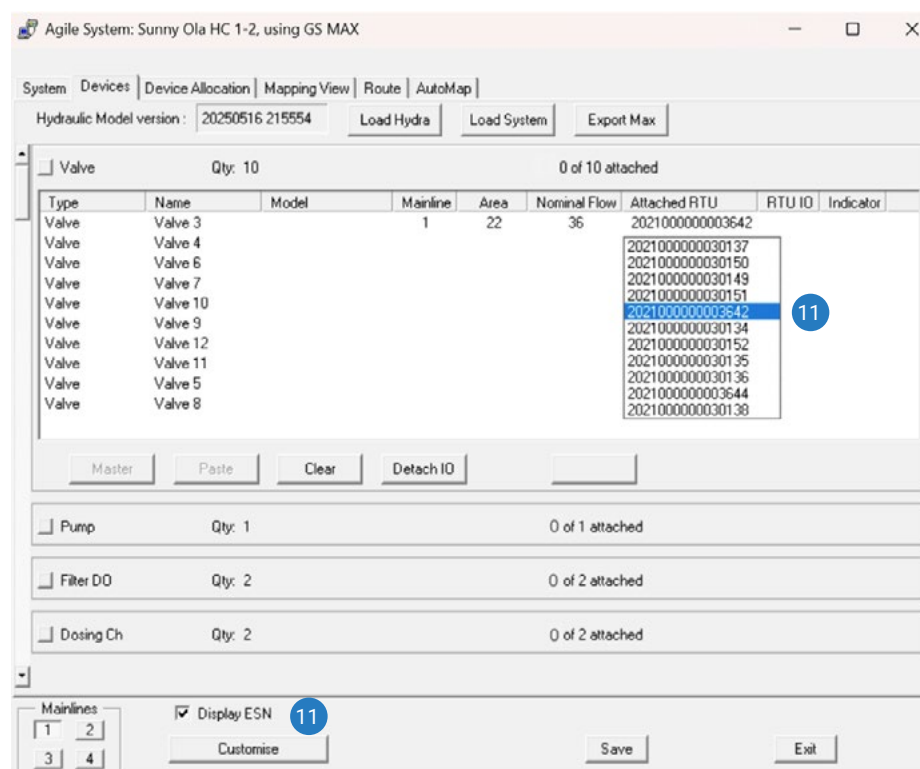 Agile System: Sunny Ola HC 1-2, using GS MAX
System Devices Device Allocation Mapping View Route AutoMap
Hydraulic Model version : 20250516 215554 Load Hydra Load System Export Max
Valve Qty: 10 0 of 10 attached
Type Name Model Mainline Area Nominal Flow Attached RTU RTU IO Indicator
Valve Valve 3 1 22 36 2021000000003642
Valve Valve 4 2021000000030137
Valve Valve 6 2021000000030150
Valve Valve 7 2021000000030149
2021000000030151
Valve Valve 10 2021000000003642 11
Valve Valve 9 2021000000030134
Valve Valve 12 2021000000030152
Valve Valve 11 2021000000030135
Valve Valve 5 2021000000030136
2021000000003644
Valve Valve 8 2021000000030138
Master Paste Clear Detach IO
Pump Qty: 1 0 of 1 attached
Filter DO Qty: 2 0 of 2 attached
Dosing Ch Qty: 2 0 of 2 attached
Mainlines Display ESN 11
1 2
Customise Save Exit
3 4